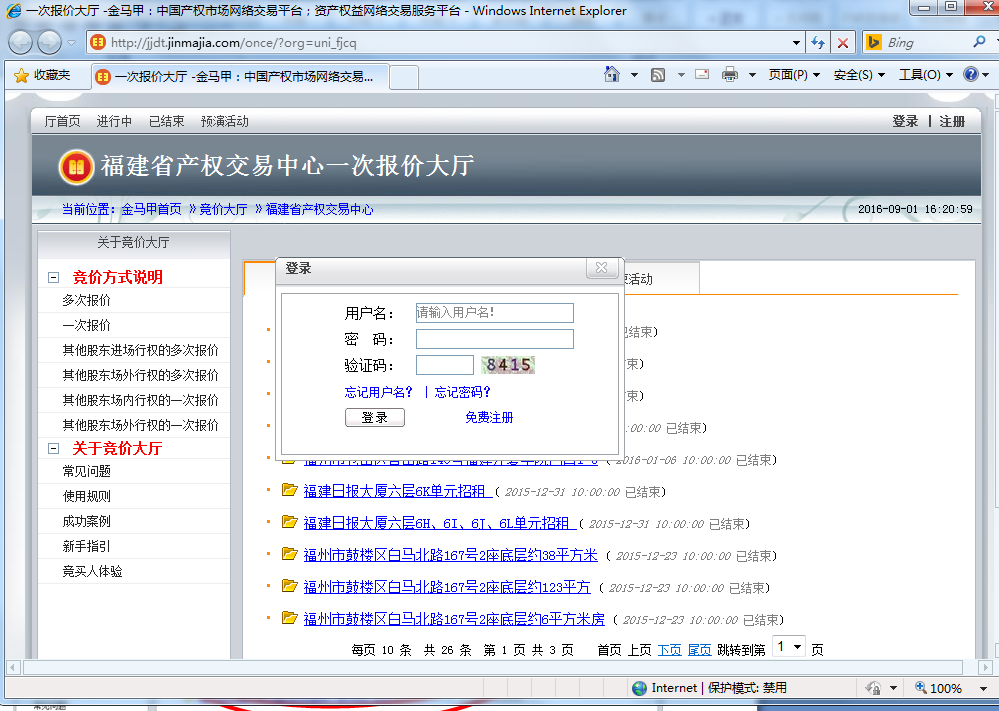 一次报价大厅 -金马甲：中国产权市场网络交易平台；资产权益网络交易服务平台 - Windows Internet Explorer
http://jjdt.jinmajia.com/once/?org=uni_fjcq
Bing
收藏夹
一次报价大厅 -金马甲：中国产权市场网络交易...
页面(P) 安全(S) 工具(O)
厅首页 进行中 已结束 预演活动
登录 | 注册
福建省产权交易中心一次报价大厅
当前位置：金马甲首页 》竞价大厅 》福建省产权交易中心
2016-09-01 16:20:59
关于竞价大厅
竞价方式说明
多次报价
一次报价
其他股东进场行权的多次报价
其他股东场外行权的多次报价
其他股东场内行权的一次报价
其他股东场外行权的一次报价
关于竞价大厅
常见问题
使用规则
成功案例
新手指引
竞买人体验
登录
用户名：
请输入用户名！
密 码：
验证码：
8415
忘记用户名? | 忘记密码?
登录
免费注册
活动
结束)
束)
束)
:00:00 已结束)
2016-01-06 10:00:00 已结束)
福建日报大厦六层6K单元招租 ( 2015-12-31 10:00:00 已结束)
福建日报大厦六层6H、6I、6J、6L单元招租 ( 2015-12-31 10:00:00 已结束)
福州市鼓楼区白马北路167号2座底层约38平方米 ( 2015-12-23 10:00:00 已结束)
福州市鼓楼区白马北路167号2座底层约123平方 ( 2015-12-23 10:00:00 已结束)
福州市鼓楼区白马北路167号2座底层约6平方米房 ( 2015-12-23 10:00:00 已结束)
每页 10 条 共 26 条 第 1 页 共 3 页 首页 上页 下页 尾页 跳转到第 1 页
Internet | 保护模式: 禁用
100%